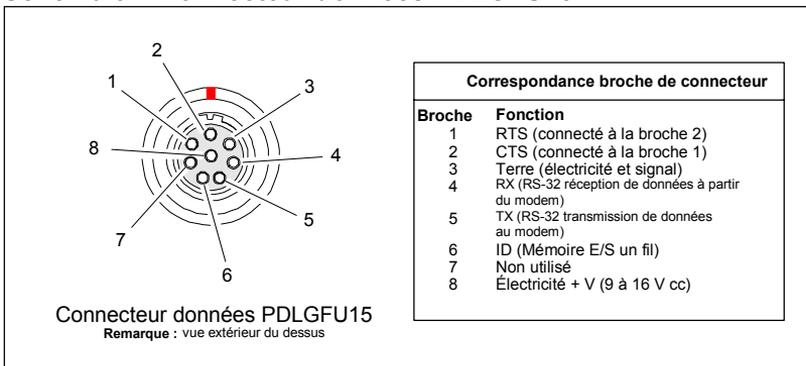 2
1
3
8
4
7
5
6
Connecteur données PDLGFU15
Remarque : vue extérieur du dessus
Correspondance broche de connecteur
Broche Fonction
1 RTS (connecté à la broche 2)
2 CTS (connecté à la broche 1)
3 Terre (électricité et signal)
4 RX (RS-32 réception de données à partir
du modem)
5 TX (RS-32 transmission de données
au modem)
6 ID (Mémoire E/S un fil)
7 Non utilisé
8 Électricité + V (9 à 16 V cc)